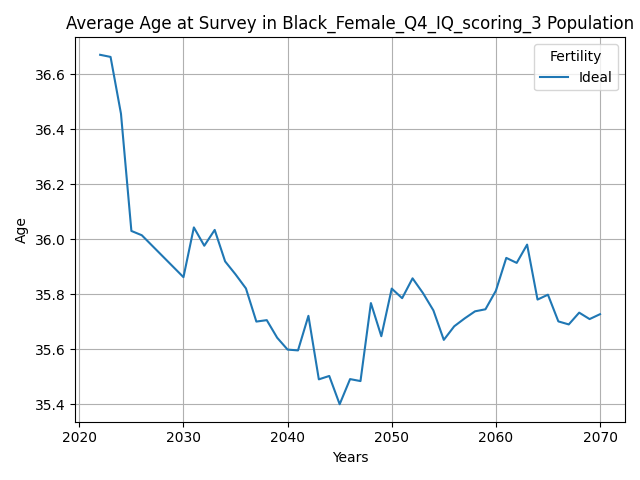 Average Age at Survey in Black_Female_Q4_IQ_scoring_3 Population
Fertility
Ideal
36.6
36.4
36.2
36.0
35.8
35.6
35.4
Age
2020 2030 2040 2050 2060 2070
Years